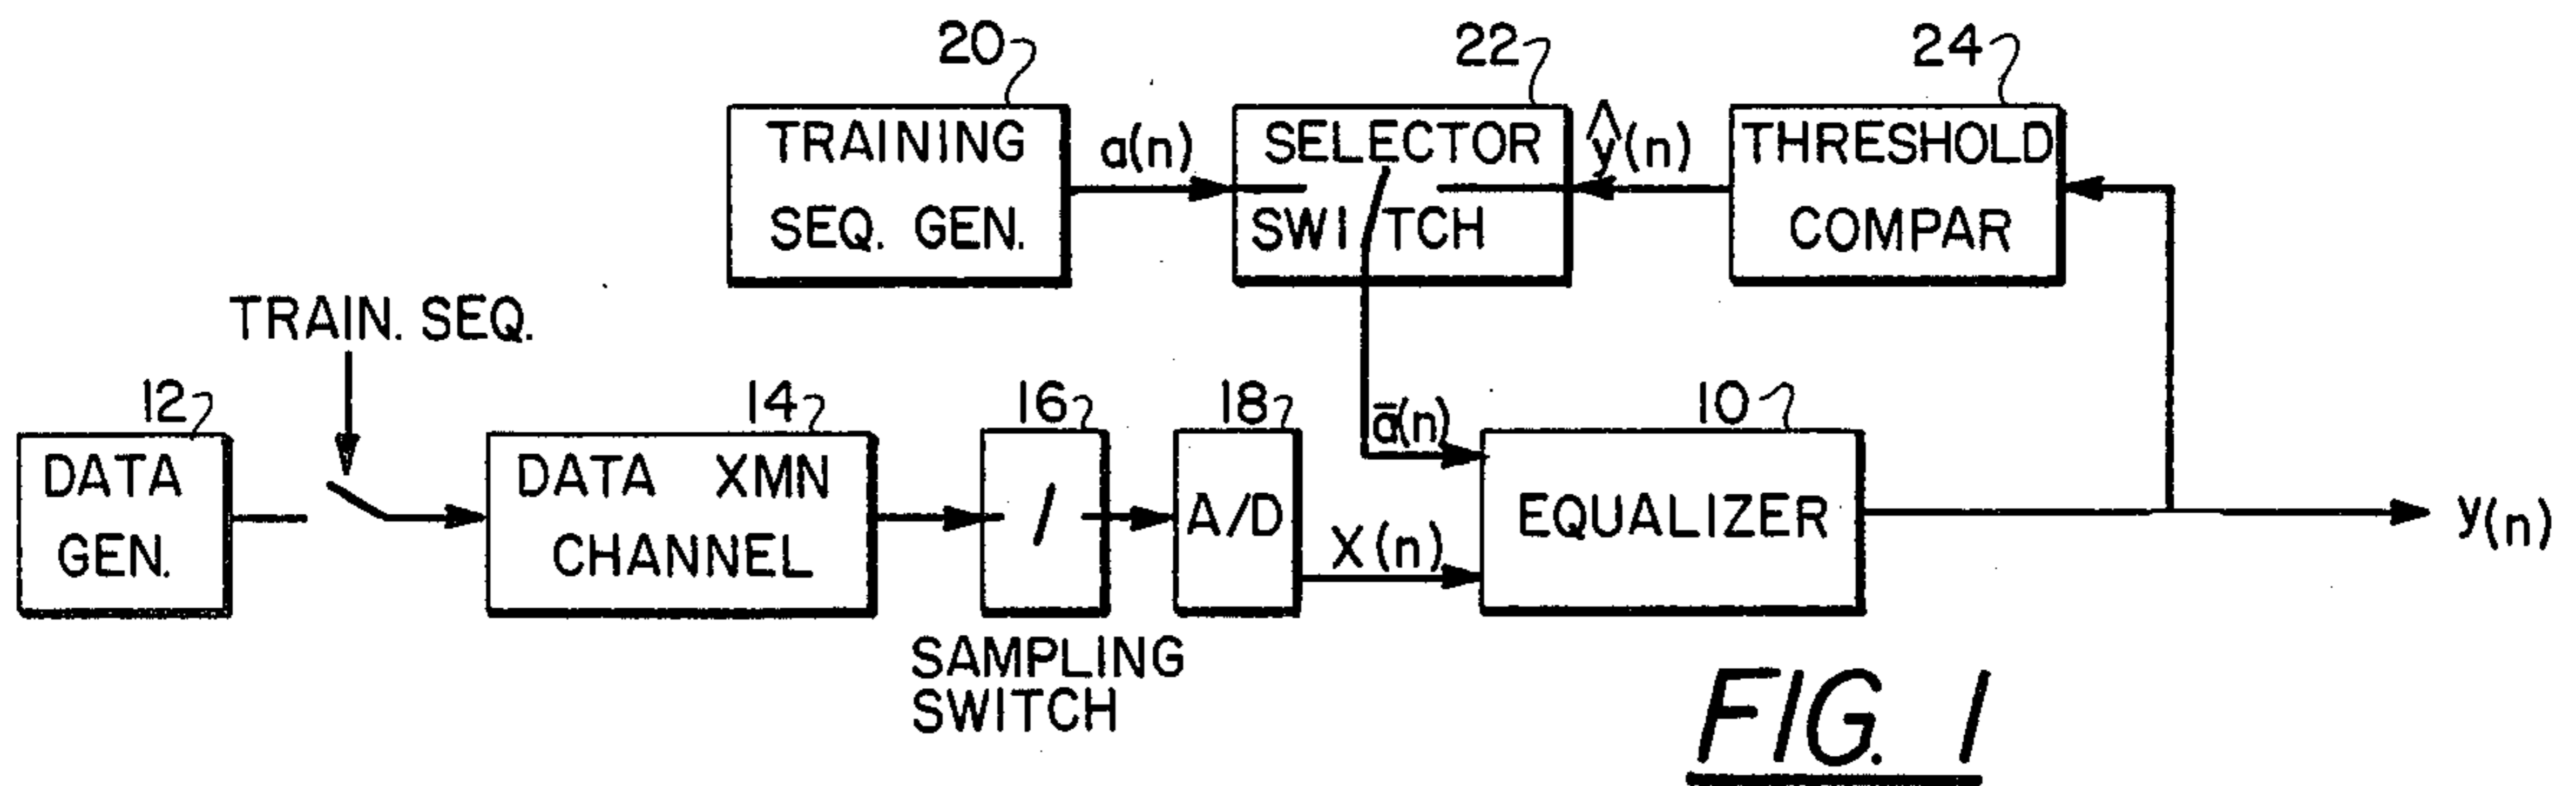 20
22
24
TRAINING
SEQ. GEN.
a(n)
SELECTOR
SWITCH
ŷ(n)
THRESHOLD
COMPAR
TRAIN. SEQ.
12
14
16
18
10
DATA
GEN.
DATA XMN
CHANNEL
A/D
ā(n)
X(n)
EQUALIZER
y(n)
SAMPLING
SWITCH
FIG. 1